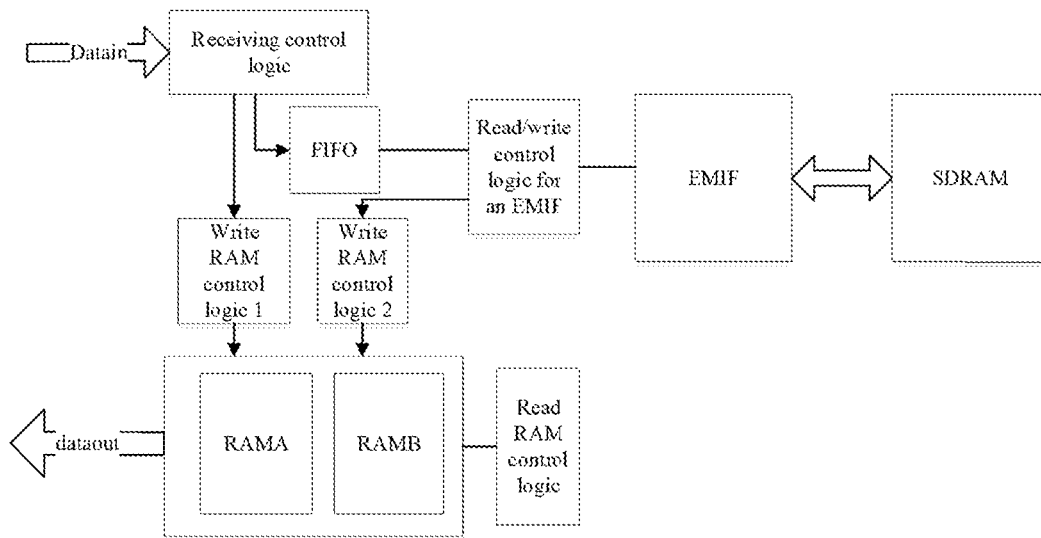 Receiving control
logic
Datain
FIFO
Read/write
control
logic for
an EMIF
EMIF
SDRAM
Write
RAM
control
logic 1
Write
RAM
control
logic 2
RAMA
RAMB
Read
RAM
control
logic
dataout